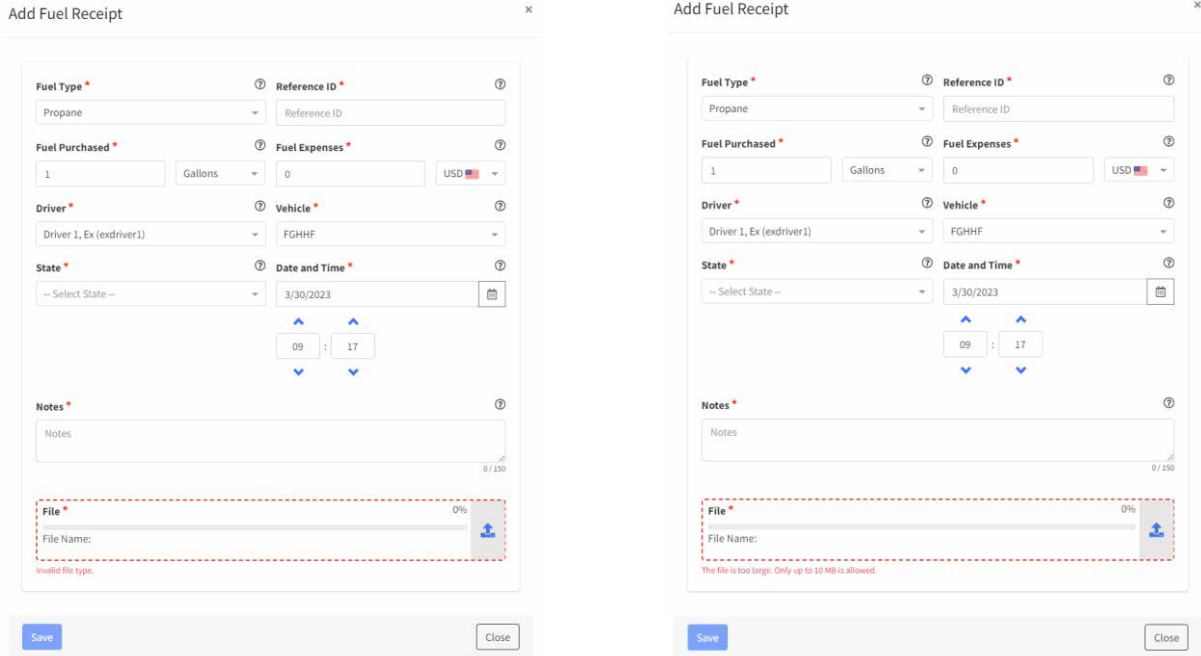 Add Fuel Receipt ×
Fuel Type * Reference ID *
Propane Reference ID
Fuel Purchased * Fuel Expenses *
1 Gallons 0 USD
Driver * Vehicle *
Driver 1, Ex (exdriver1) FGHHF
State * Date and Time *
-- Select State -- 3/30/2023
09 : 17
Notes *
Notes
0 / 150
File * 0%
File Name:
Invalid file type.
Save Close
Add Fuel Receipt ×
Fuel Type * Reference ID *
Propane Reference ID
Fuel Purchased * Fuel Expenses *
1 Gallons 0 USD
Driver * Vehicle *
Driver 1, Ex (exdriver1) FGHHF
State * Date and Time *
-- Select State -- 3/30/2023
09 : 17
Notes *
Notes
0 / 150
File * 0%
File Name:
The file is too large. Only up to 10 MB is allowed.
Save Close